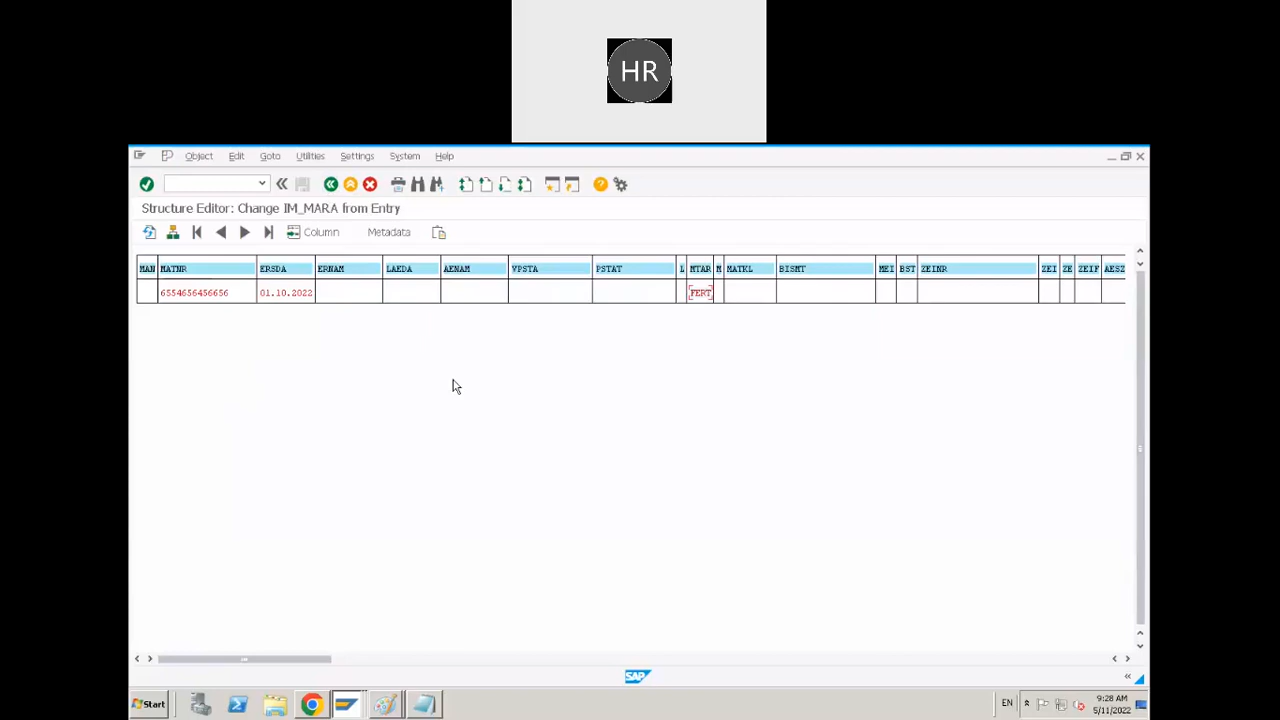 HR
Object Edit Goto Utilities Settings System Help
Structure Editor: Change IM_MARA from Entry
Column Metadata
MAN MATNR ERSDA ERNAM LAEDA AENAM VPSTA PSTAT L MTAR M MATKL BISMT MEI BST ZEINR ZEI ZE ZEIF AESZ
6554656456656 01.10.2022 FERT
SAP
Start EN 9:28 AM
5/11/2022